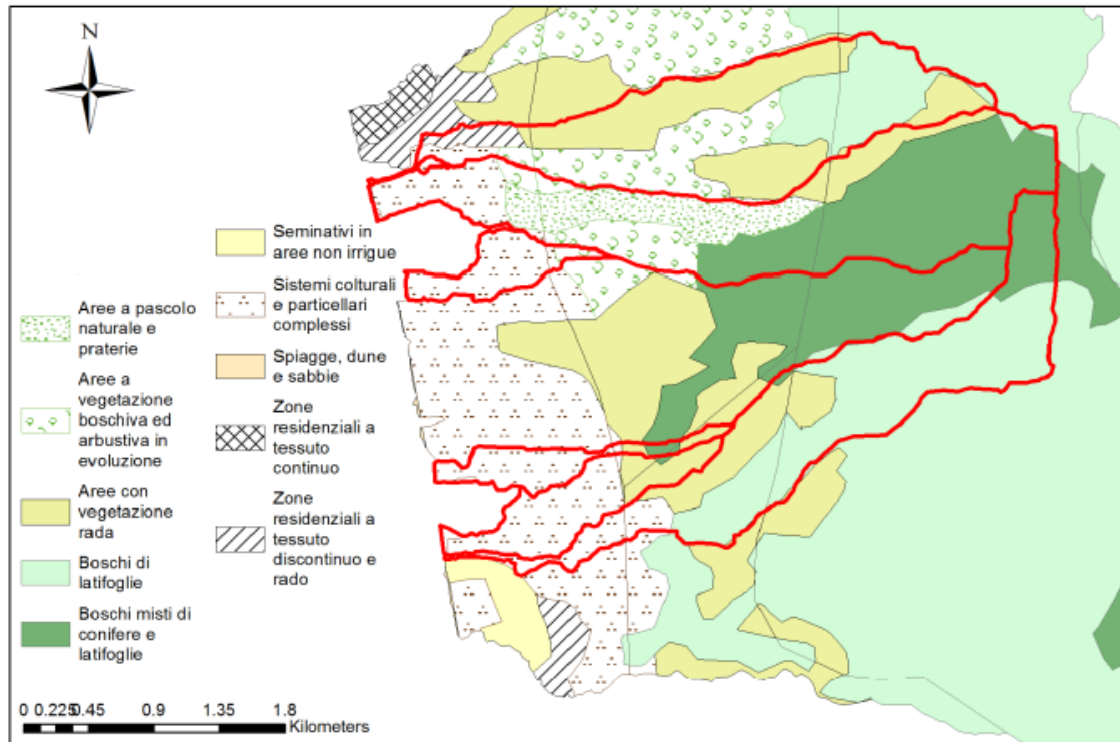 N
Seminativi in
aree non irrigue
Sistemi colturali
e particellari
complessi
Spiagge, dune
e sabbie
Zone
residenziali a
tessuto
continuo
Zone
residenziali a
tessuto
discontinuo e
rado
Aree a pascolo
naturale e
praterie
Aree a
vegetazione
boschiva ed
arbustiva in
evoluzione
Aree con
vegetazione
rada
Boschi di
latifoglie
Boschi misti di
conifere e
latifoglie
0 0.225 0.45 0.9 1.35 1.8
Kilometers